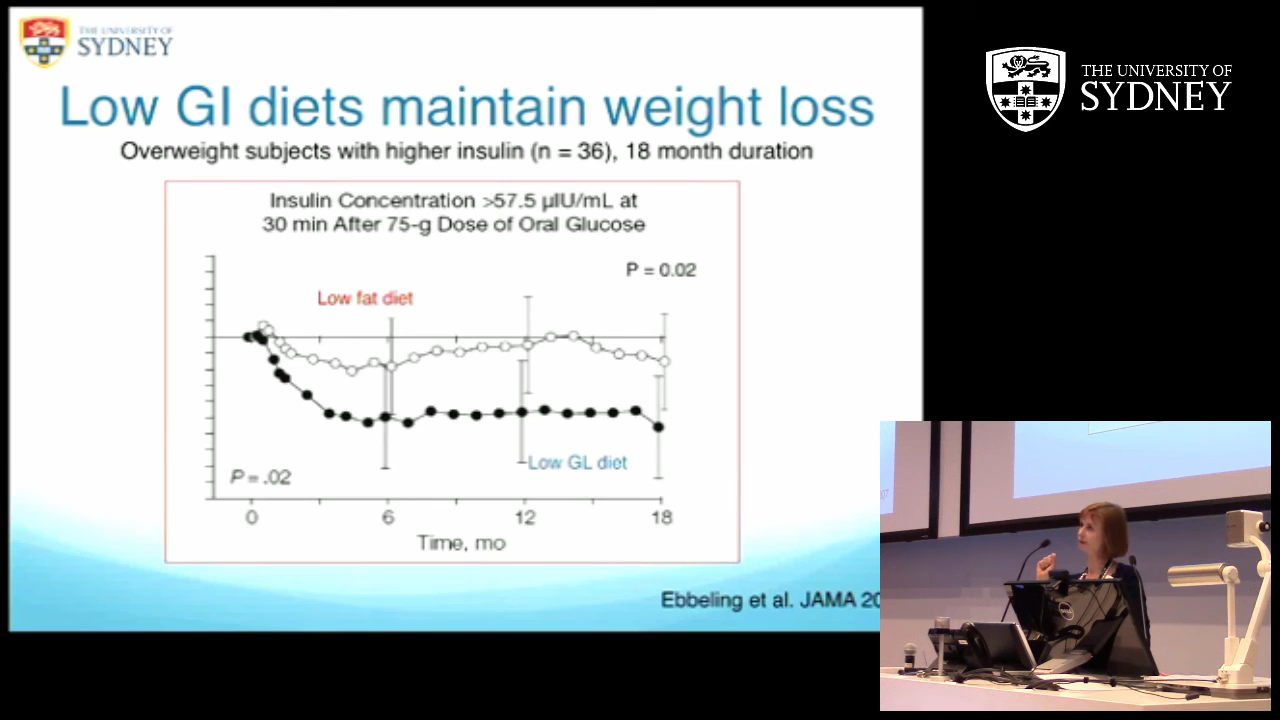 THE UNIVERSITY OF
SYDNEY
Low GI diets maintain weight loss
Overweight subjects with higher insulin (n = 36), 18 month duration
Insulin Concentration >57.5 µIU/mL at
30 min After 75-g Dose of Oral Glucose
P = 0.02
Low fat diet
Low GL diet
P = .02
0 6 12 18
Time, mo
Ebbeling et al. JAMA 20
THE UNIVERSITY OF
SYDNEY
DELL